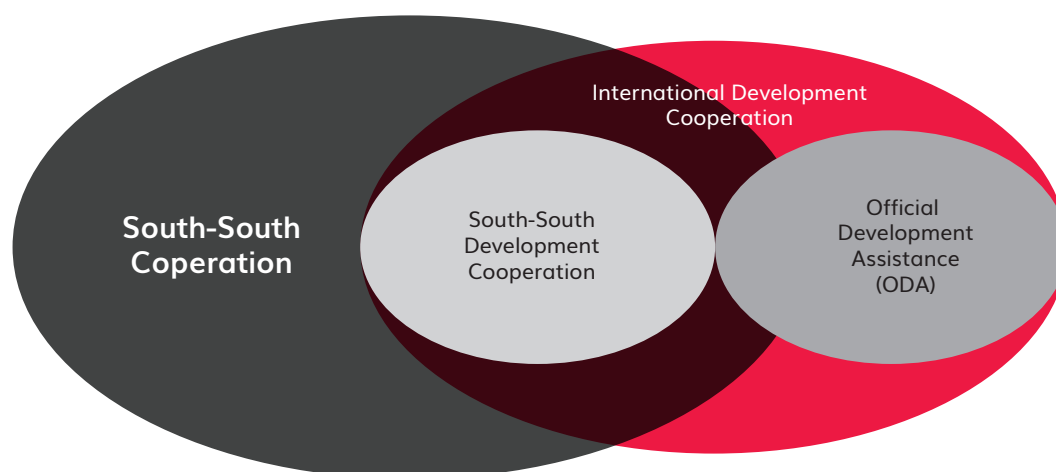 International Development
Cooperation
South-South
Coperation
South-South
Development
Cooperation
Official
Development
Assistance
(ODA)